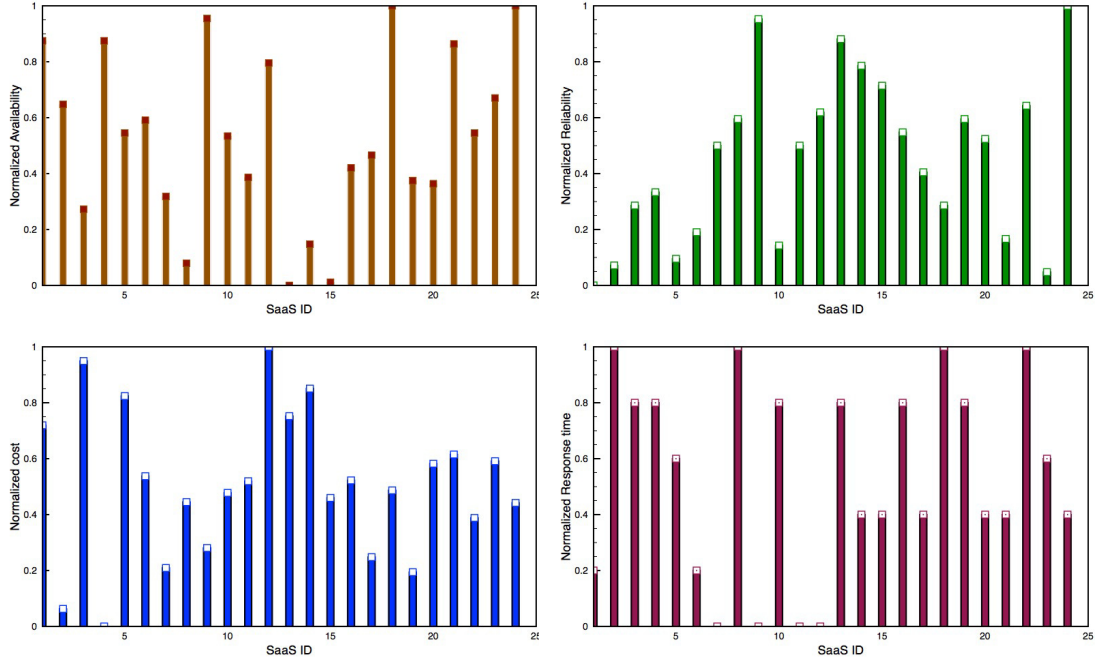 1
0.8
0.6
0.4
0.2
0
Normalized Availability
5 10 15 20 25
SaaS ID
1
0.8
0.6
0.4
0.2
0
Normalized Reliability
5 10 15 20 25
SaaS ID
1
0.8
0.6
0.4
0.2
0
Normalized cost
5 10 15 20 25
SaaS ID
1
0.8
0.6
0.4
0.2
0
Normalized Response time
5 10 15 20 25
SaaS ID